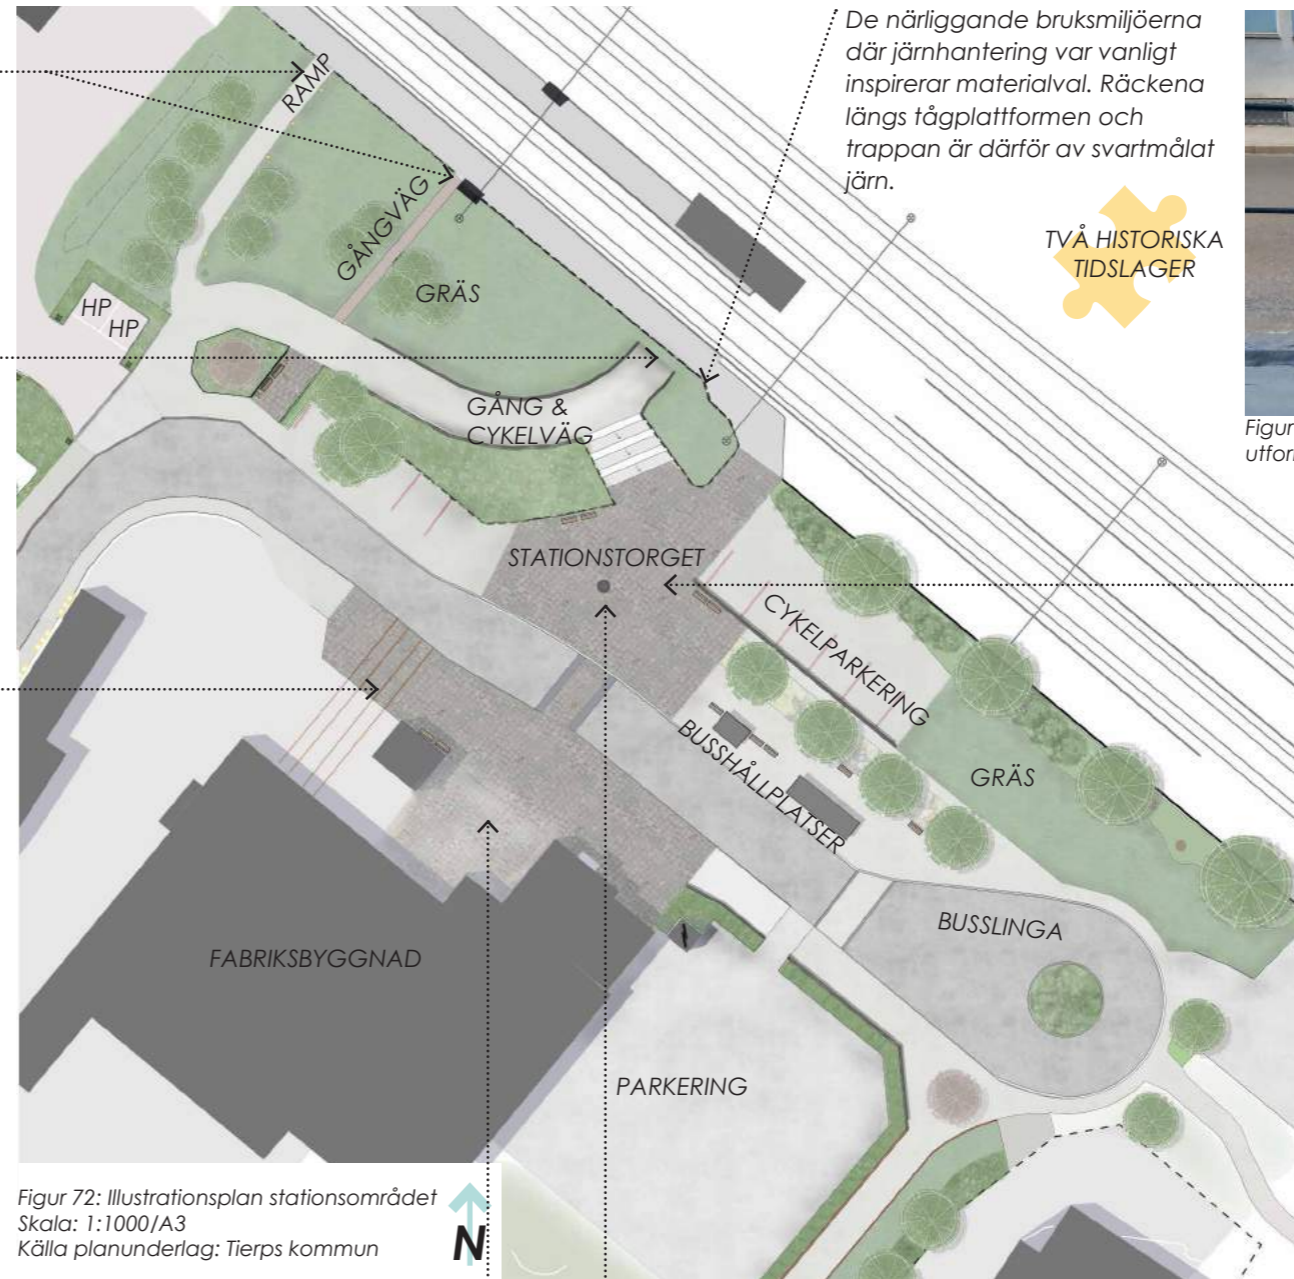 De närliggande bruksmiljöerna
där järnhantering var vanligt
inspirerar materialval. Räckena
längs tågplattformen och
trappan är därför av svartmålat
järn.
TVÅ HISTORISKA
TIDSLAGER
RAMP
GÅNGVÄG
GRÄS
HP
HP
GÅNG &
CYKELVÄG
Figur
STATIONSTORGET
CYKELPARKERING
BUSSHÅLLPLATSER
GRÄS
BUSSLINGA
FABRIKSBYGGNAD
PARKERING
Figur 72: Illustrationsplan stationsområdet
Skala: 1:1000/A3
Källa planunderlag: Tierps kommun
N